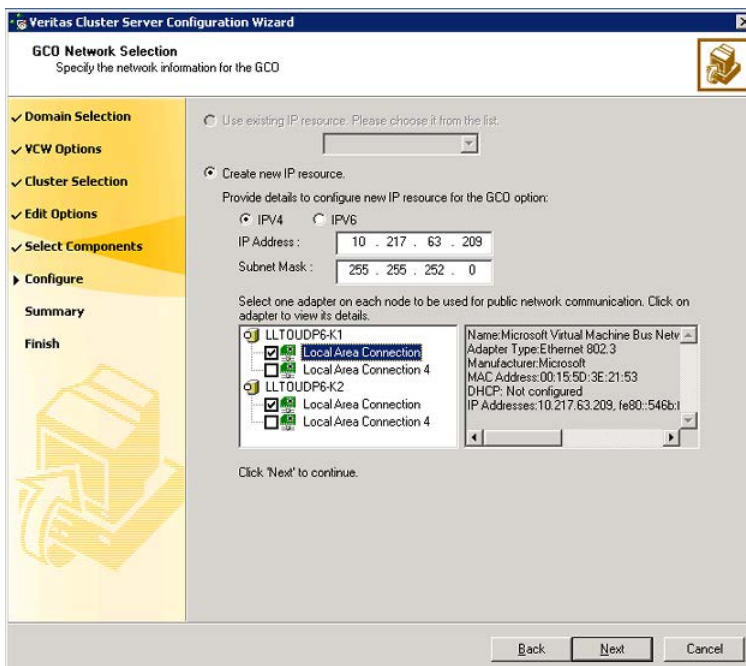 Veritas Cluster Server Configuration Wizard
GCO Network Selection
Specify the network information for the GCO
Domain Selection
VCW Options
Cluster Selection
Edit Options
Select Components
Configure
Summary
Finish
Use existing IP resource. Please choose it from the list.
Create new IP resource.
Provide details to configure new IP resource for the GCO option:
IPV4 IPV6
IP Address : 10 . 217 . 63 . 209
Subnet Mask : 255 . 255 . 252 . 0
Select one adapter on each node to be used for public network communication. Click on
adapter to view its details.
LLTOUDP6-K1
Local Area Connection
Local Area Connection 4
LLTOUDP6-K2
Local Area Connection
Local Area Connection 4
Name:Microsoft Virtual Machine Bus Netw
Adapter Type:Ethernet 802.3
Manufacturer:Microsoft
MAC Address:00:15:5D:3E:21:53
DHCP: Not configured
IP Addresses:10.217.63.209, fe80::546b:
Click 'Next' to continue.
Back Next Cancel